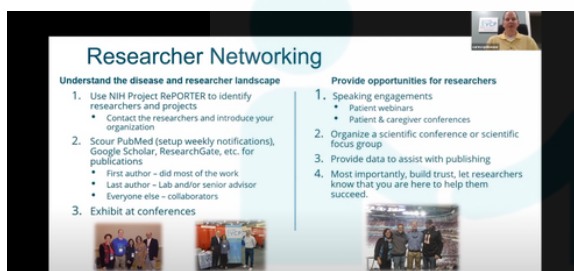 Researcher Networking
Understand the disease and researcher landscape
1. Use NIH Project RePORTER to identify
researchers and projects
• Contact the researchers and introduce your
organization
2. Scour PubMed (setup weekly notifications),
Google Scholar, ResearchGate, etc. for
publications
• First author – did most of the work
• Last author – Lab and/or senior advisor
• Everyone else – collaborators
3. Exhibit at conferences
Provide opportunities for researchers
1. Speaking engagements
• Patient webinars
• Patient & caregiver conferences
2. Organize a scientific conference or scientific
focus group
3. Provide data to assist with publishing
4. Most importantly, build trust, let researchers
know that you are here to help them
succeed.